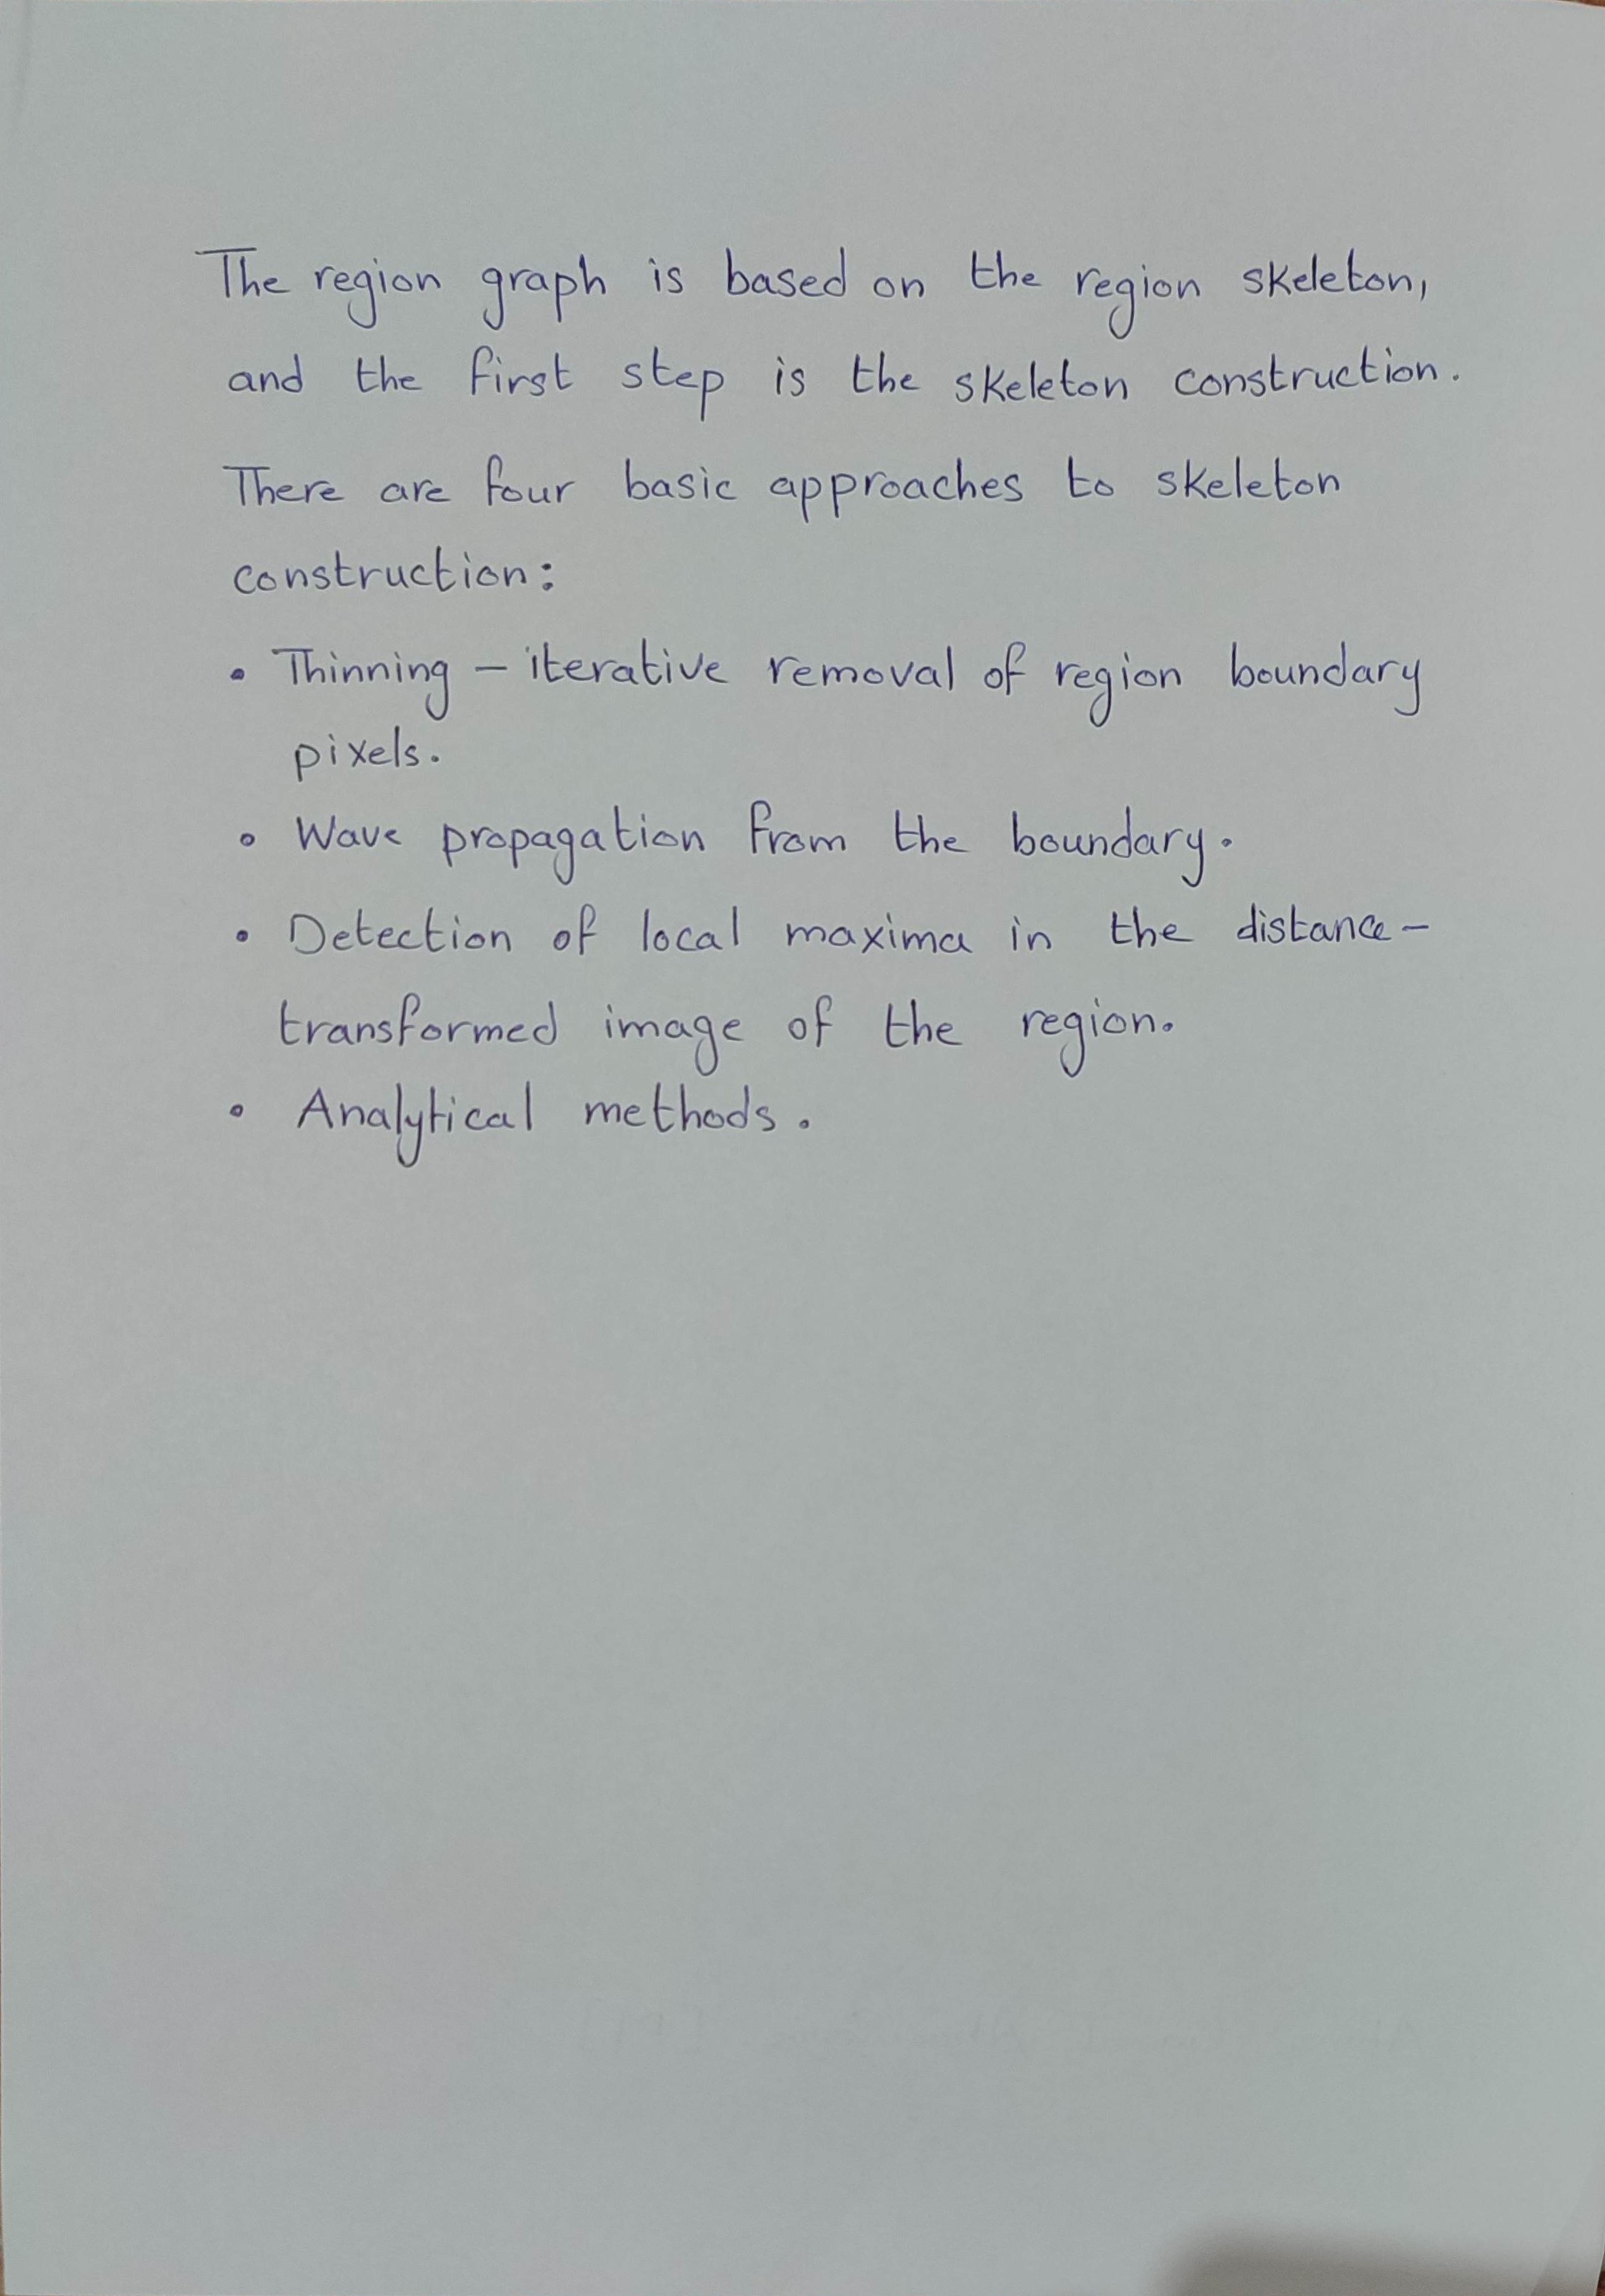 The region graph is based on the region skeleton,
and the first step is the skeleton construction.
There are four basic approaches to skeleton
construction:
• Thinning – iterative removal of region boundary
pixels.
• Wave propagation from the boundary.
• Detection of local maxima in the distance-
transformed image of the region.
• Analytical methods.